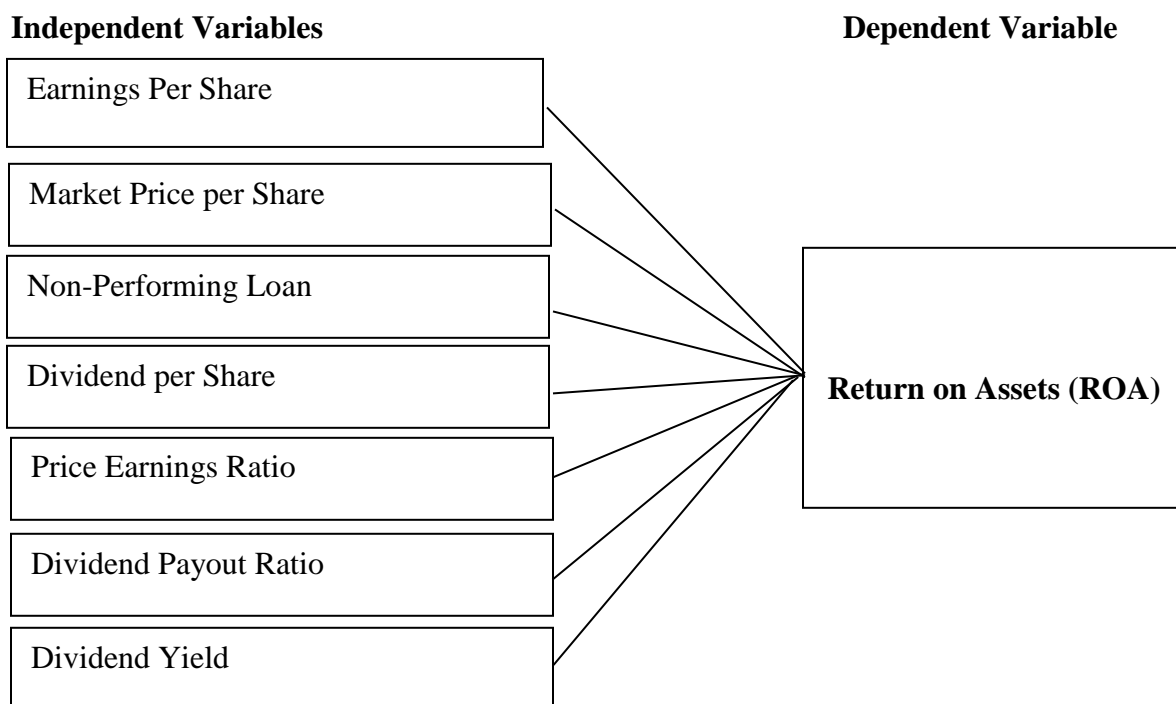 Independent Variables
Dependent Variable
Earnings Per Share
Market Price per Share
Non-Performing Loan
Dividend per Share
Price Earnings Ratio
Dividend Payout Ratio
Dividend Yield
Return on Assets (ROA)